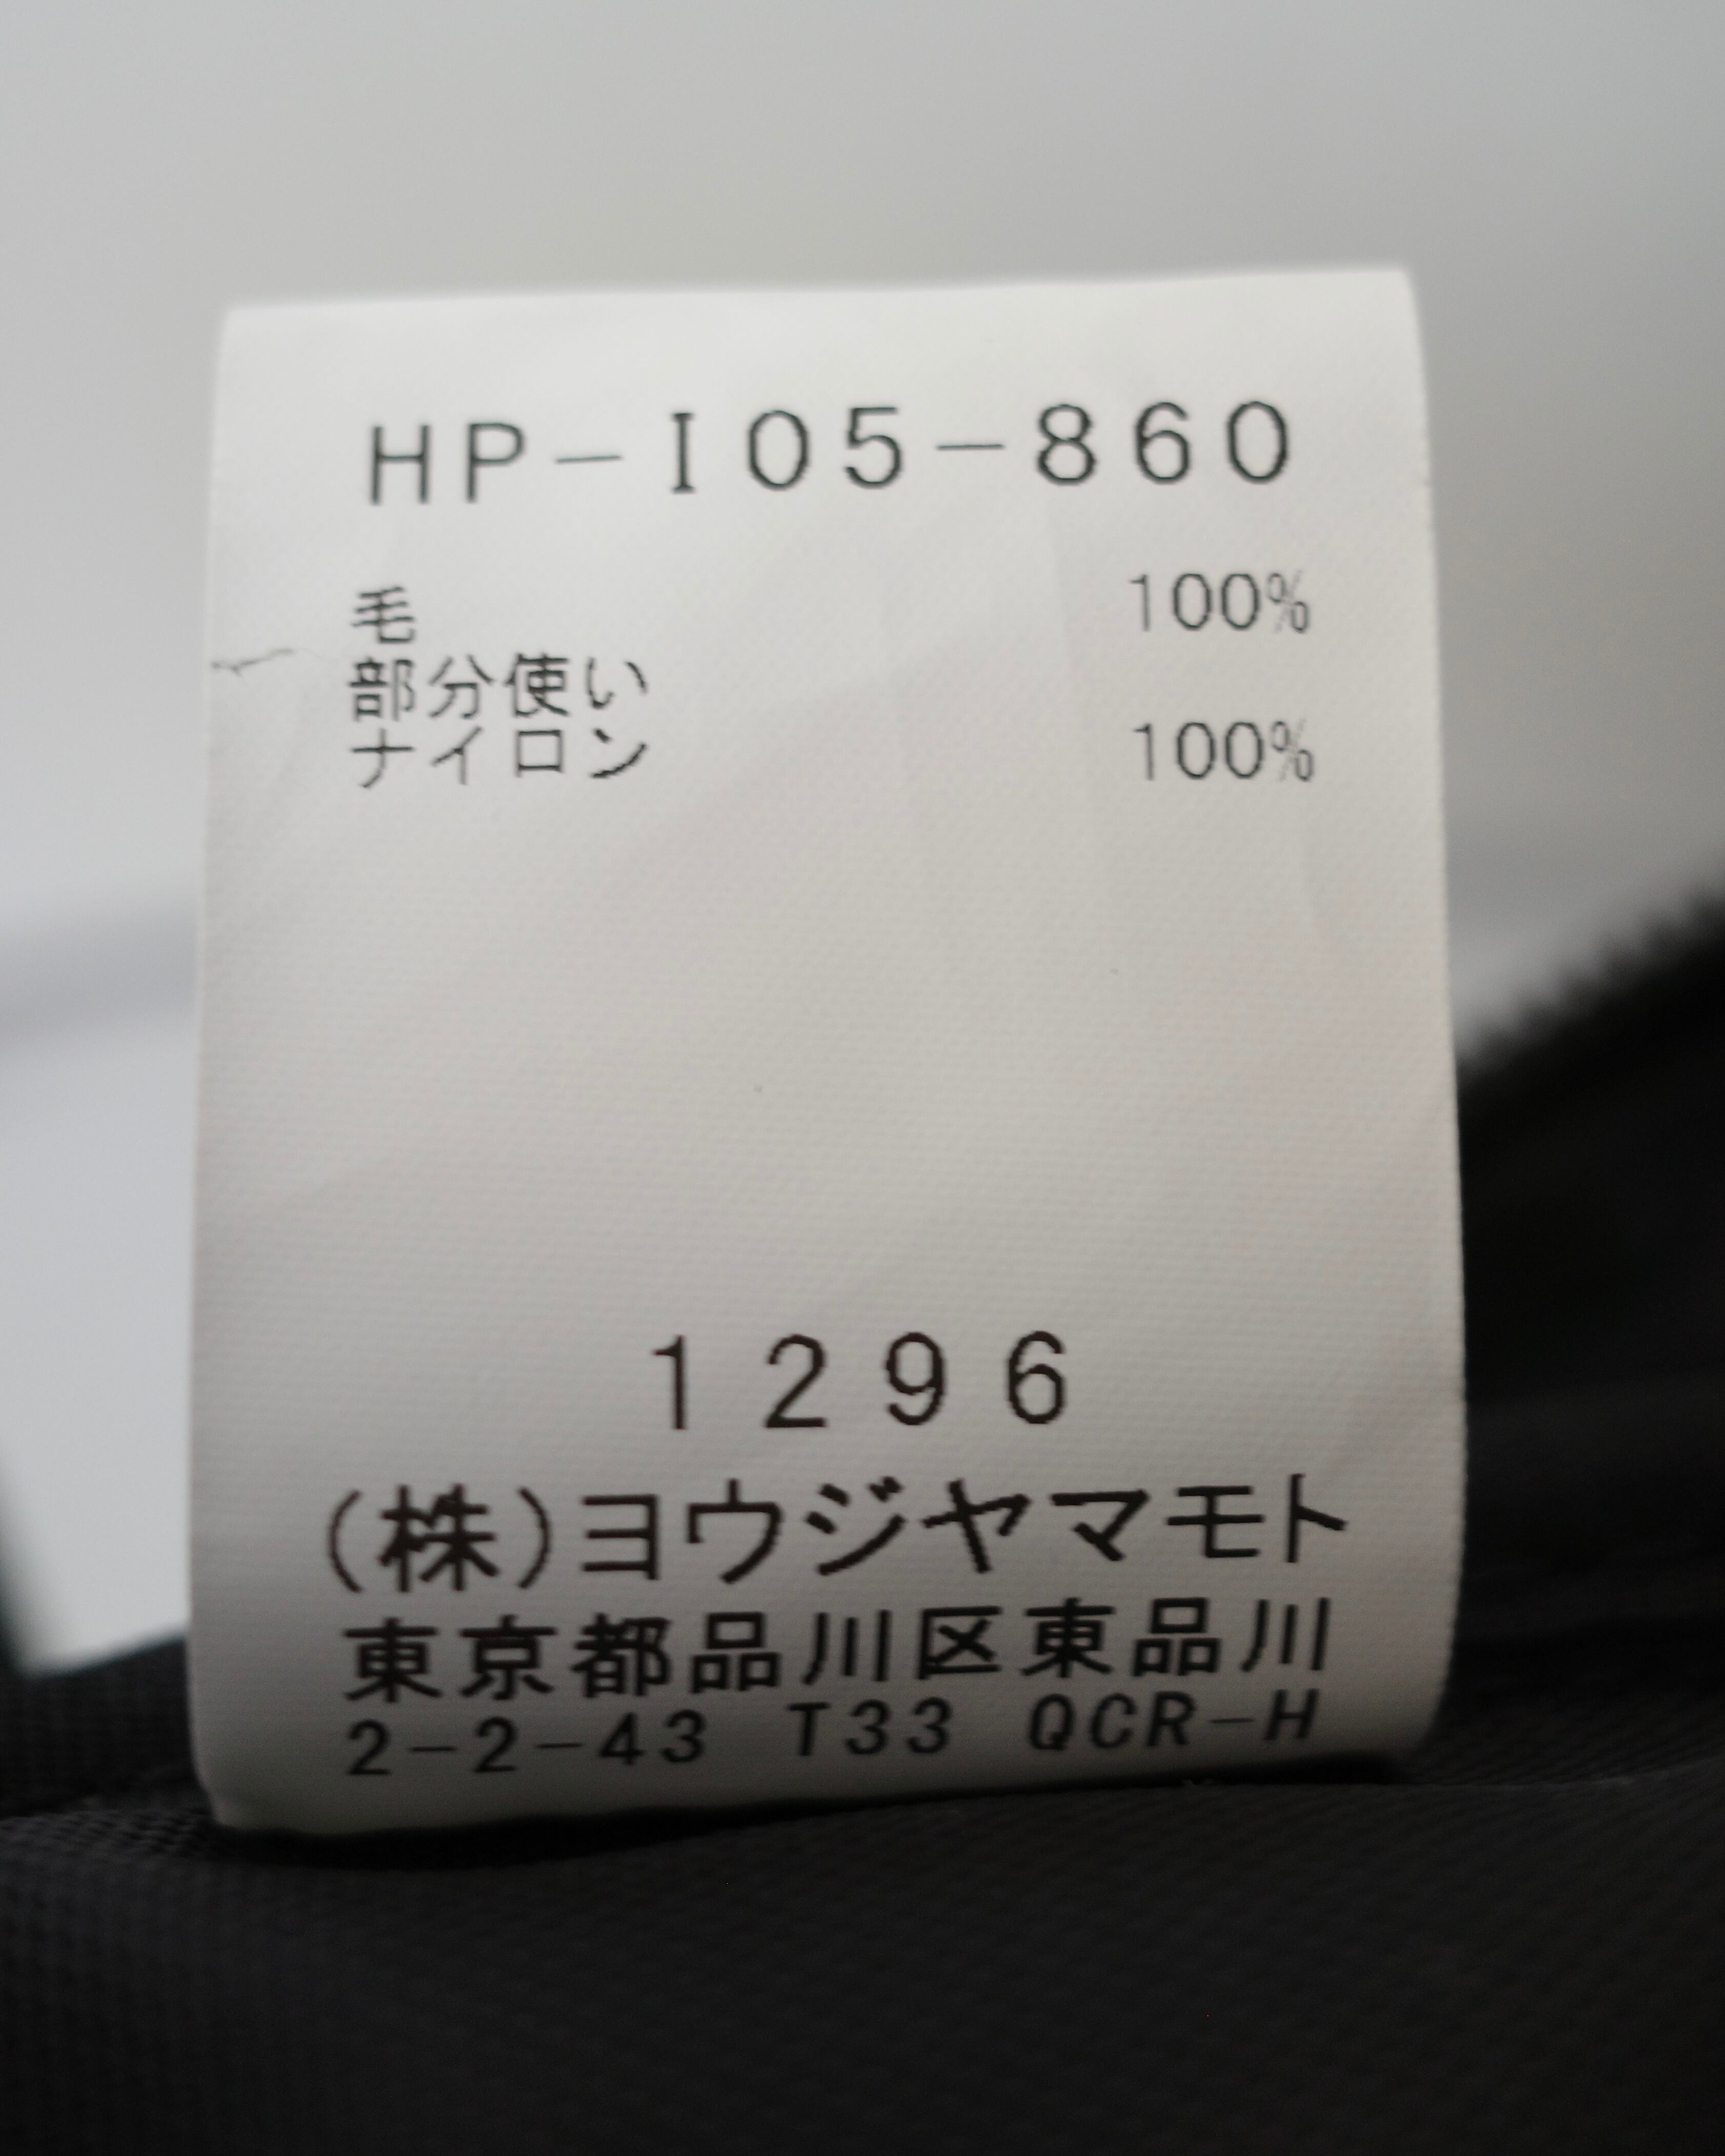 HP-I05-860
毛 100%
部分使い
ナイロン 100%
1296
(株)ヨウジヤマモト
東京都品川区東品川
2-2-43 T33 QCR-H